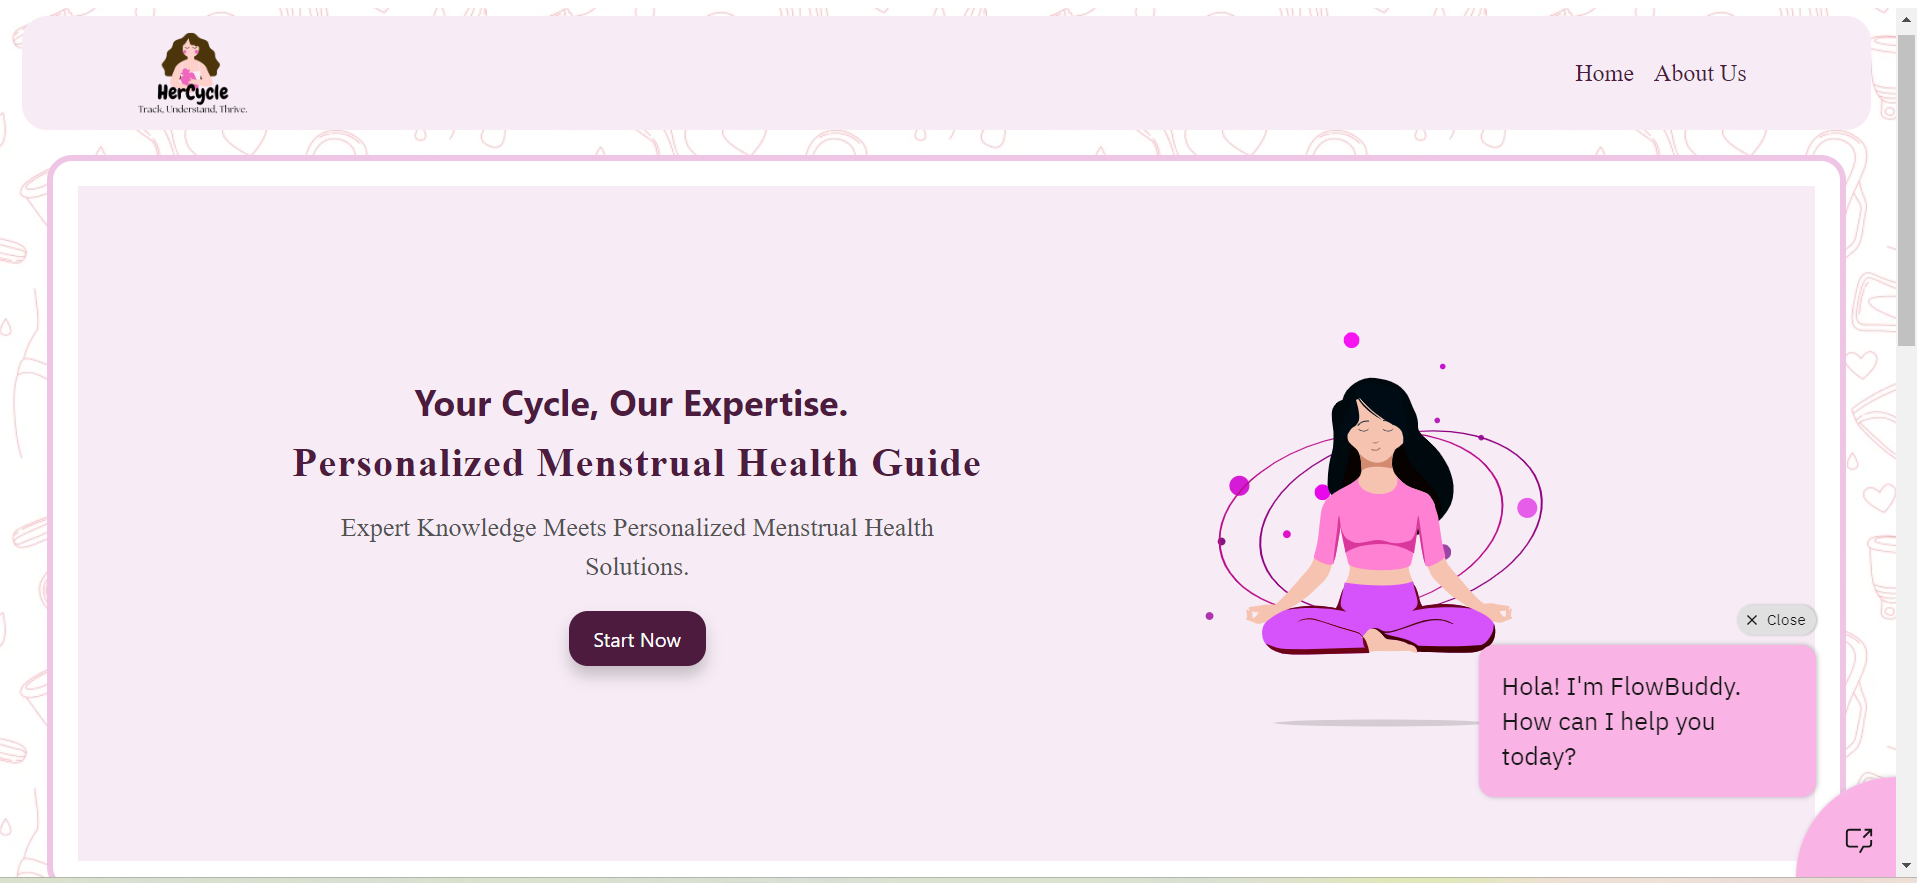 HerCycle
Track, Understand, Thrive.
Home About Us
Your Cycle, Our Expertise.
Personalized Menstrual Health Guide
Expert Knowledge Meets Personalized Menstrual Health
Solutions.
Start Now
Close
Hola! I'm FlowBuddy.
How can I help you
today?